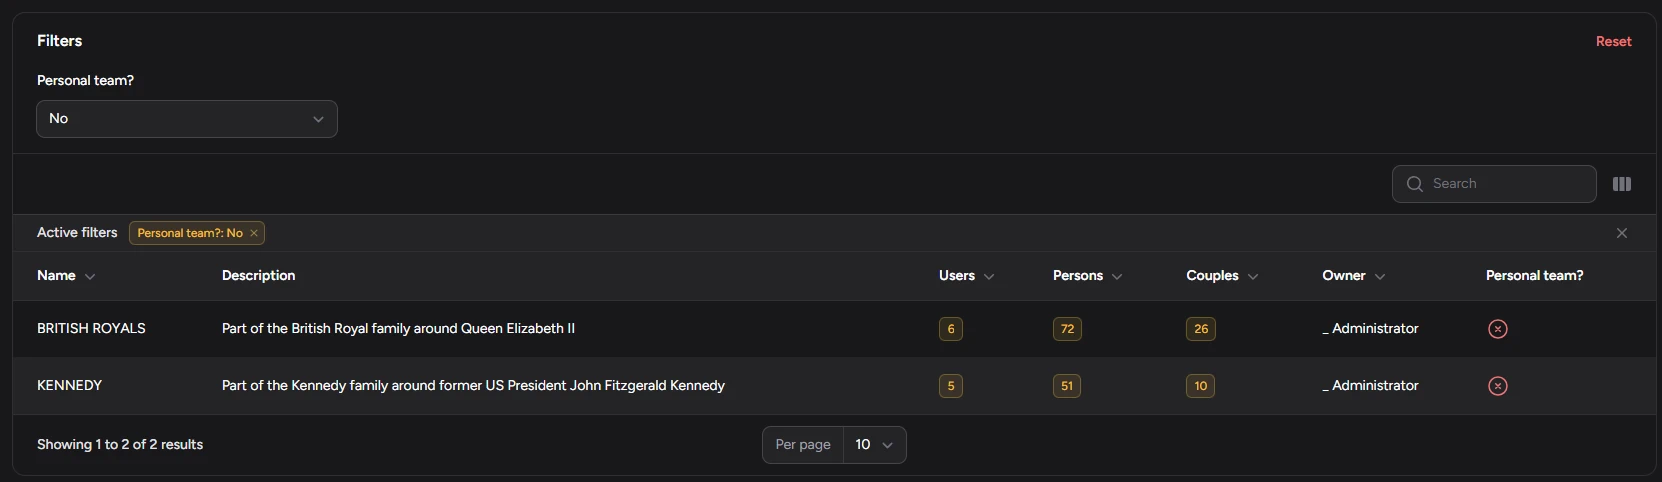 Filters
Reset
Personal team?
No
Search
Active filters Personal team?: No
Name Description Users Persons Couples Owner Personal team?
BRITISH ROYALS Part of the British Royal family around Queen Elizabeth II 6 72 26 _ Administrator
KENNEDY Part of the Kennedy family around former US President John Fitzgerald Kennedy 5 51 10 _ Administrator
Showing 1 to 2 of 2 results Per page 10